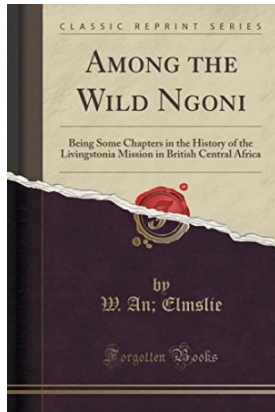 CLASSIC REPRINT SERIES
AMONG THE
WILD NGONI
Being Some Chapters in the History of the
Livingstonia Mission in British Central Africa
by
W. An; Elmslie
Forgotten Books